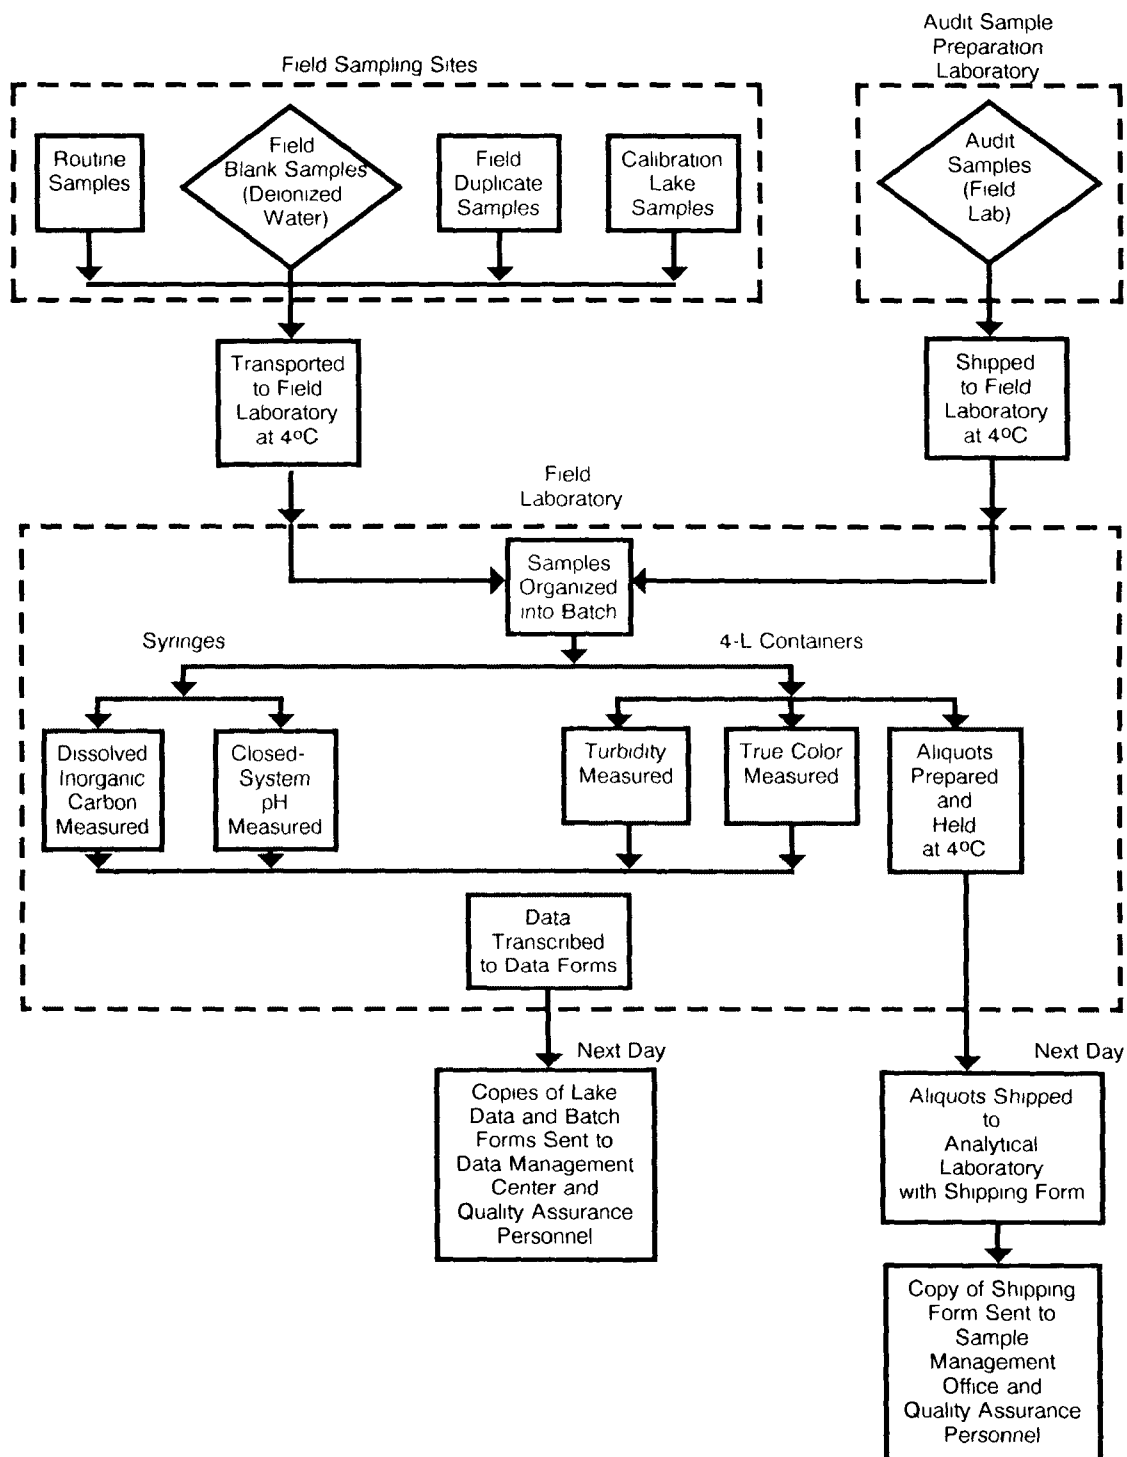 Field Sampling Sites
Audit Sample
Preparation
Laboratory
Routine
Samples
Field
Blank Samples
(Deionized
Water)
Field
Duplicate
Samples
Calibration
Lake
Samples
Audit
Samples
(Field
Lab)
Transported
to Field
Laboratory
at 4ºC
Shipped
to Field
Laboratory
at 4ºC
Field
Laboratory
Samples
Organized
into Batch
Syringes
4-L Containers
Dissolved
Inorganic
Carbon
Measured
Closed-
System
pH
Measured
Turbidity
Measured
True Color
Measured
Aliquots
Prepared
and
Held
at 4ºC
Data
Transcribed
to Data Forms
Next Day
Next Day
Copies of Lake
Data and Batch
Forms Sent to
Data Management
Center and
Quality Assurance
Personnel
Aliquots Shipped
to
Analytical
Laboratory
with Shipping Form
Copy of Shipping
Form Sent to
Sample
Management
Office and
Quality Assurance
Personnel